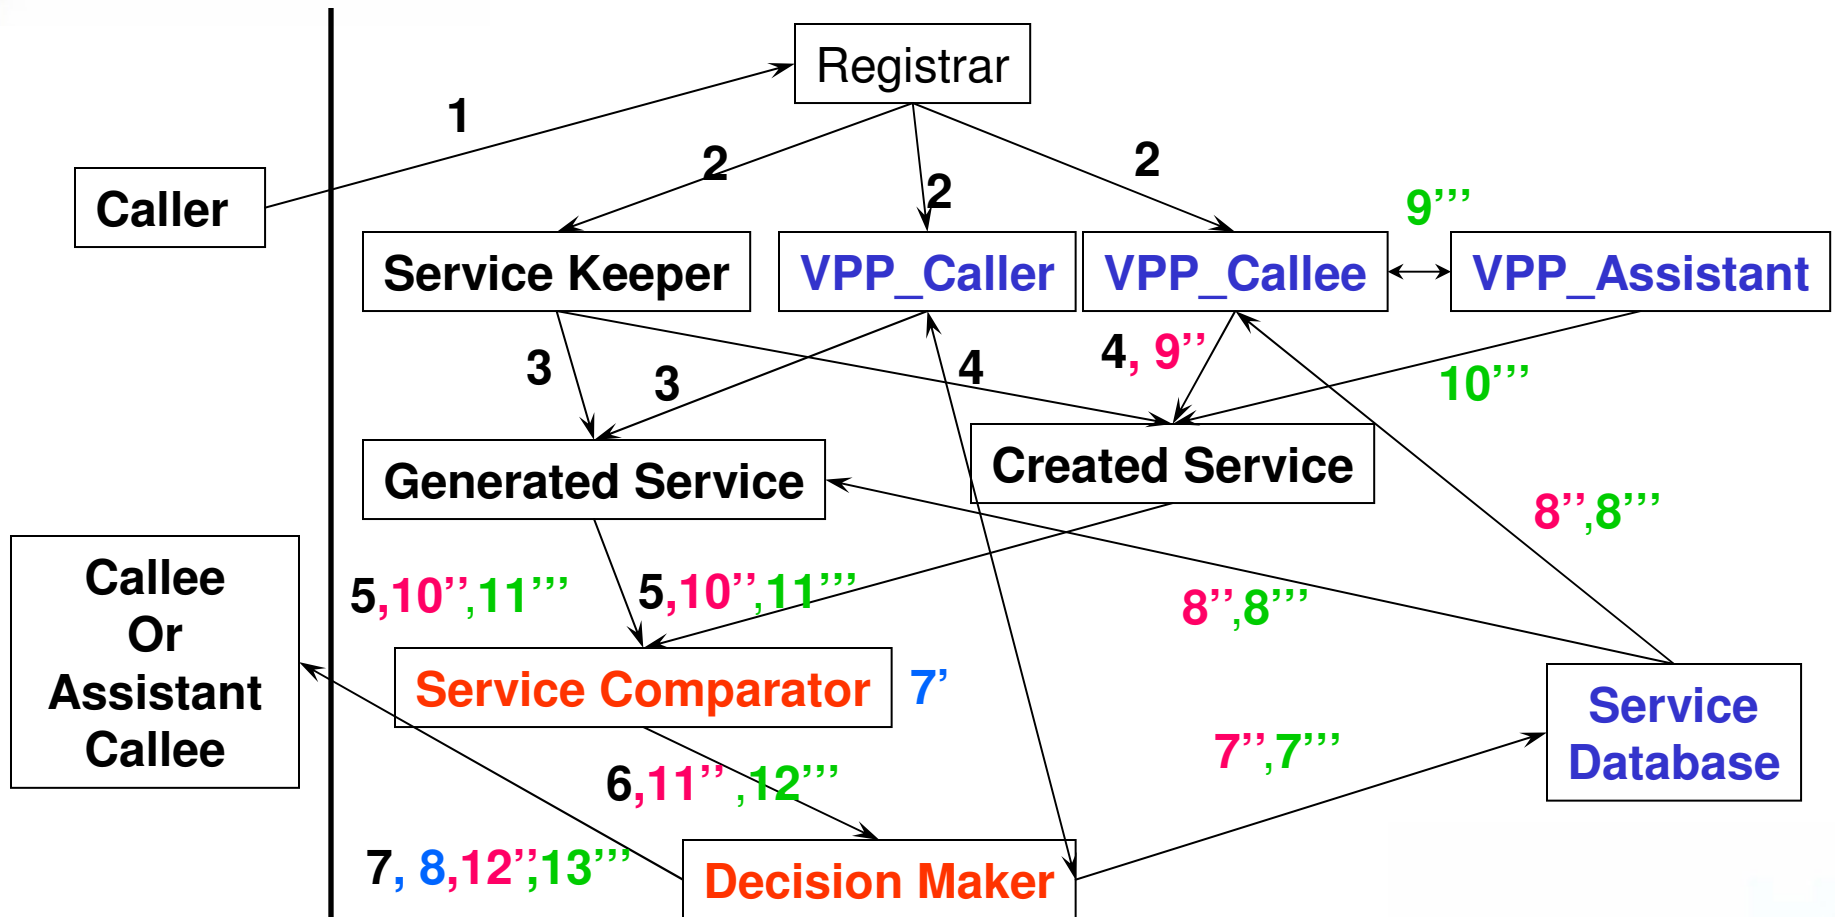 Registrar
1
2
2
2
Caller
9’’’
Service Keeper
VPP_Caller
VPP_Callee
VPP_Assistant
3
3
4
4, 9’’
10’’’
Generated Service
Created Service
8’’,8’’’
Callee
Or
Assistant
Callee
5,10’’,11’’’
5,10’’,11’’’
8’’,8’’’
Service Comparator
7’
Service
Database
7’’,7’’’
6,11’’ ,12’’’
7, 8,12’’,13’’’
Decision Maker